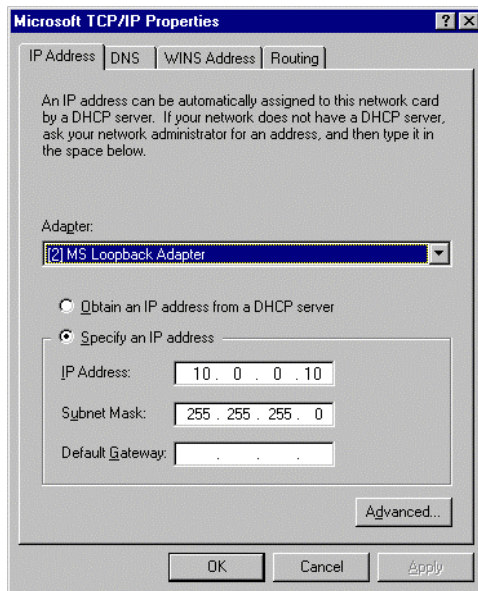 Microsoft TCP/IP Properties
IP Address DNS WINS Address Routing
An IP address can be automatically assigned to this network card
by a DHCP server. If your network does not have a DHCP server,
ask your network administrator for an address, and then type it in
the space below.
Adapter:
[2] MS Loopback Adapter
Obtain an IP address from a DHCP server
Specify an IP address
IP Address: 10 . 0 . 0 . 10
Subnet Mask: 255 . 255 . 255 . 0
Default Gateway: . . .
Advanced...
OK Cancel Apply